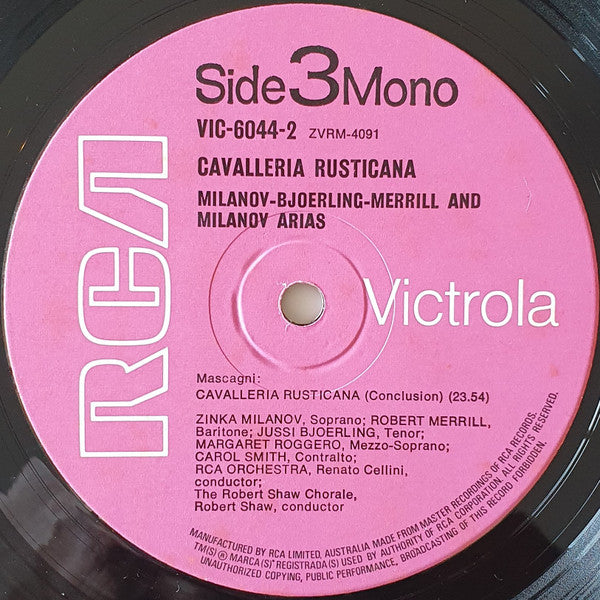 Side 3 Mono
VIC-6044-2 ZVRM-4091
CAVALLERIA RUSTICANA
MILANOV-BJOERLING-MERRILL AND
MILANOV ARIAS
RCA
Victrola
Mascagni:
CAVALLERIA RUSTICANA (Conclusion) (23.54)
ZINKA MILANOV, Soprano; ROBERT MERRILL,
Baritone; JUSSI BJOERLING, Tenor;
MARGARET ROGGERO, Mezzo-Soprano;
CAROL SMITH, Contralto;
RCA ORCHESTRA, Renato Cellini,
conductor;
The Robert Shaw Chorale,
Robert Shaw, conductor
MANUFACTURED BY RCA LIMITED, AUSTRALIA. MADE FROM MASTER RECORDINGS OF RCA RECORDS.
TM(S) ® MARCA(S) REGISTRADA(S) USED BY AUTHORITY OF RCA CORPORATION. ALL RIGHTS RESERVED.
UNAUTHORIZED COPYING, PUBLIC PERFORMANCE, BROADCASTING OF THIS RECORD FORBIDDEN.